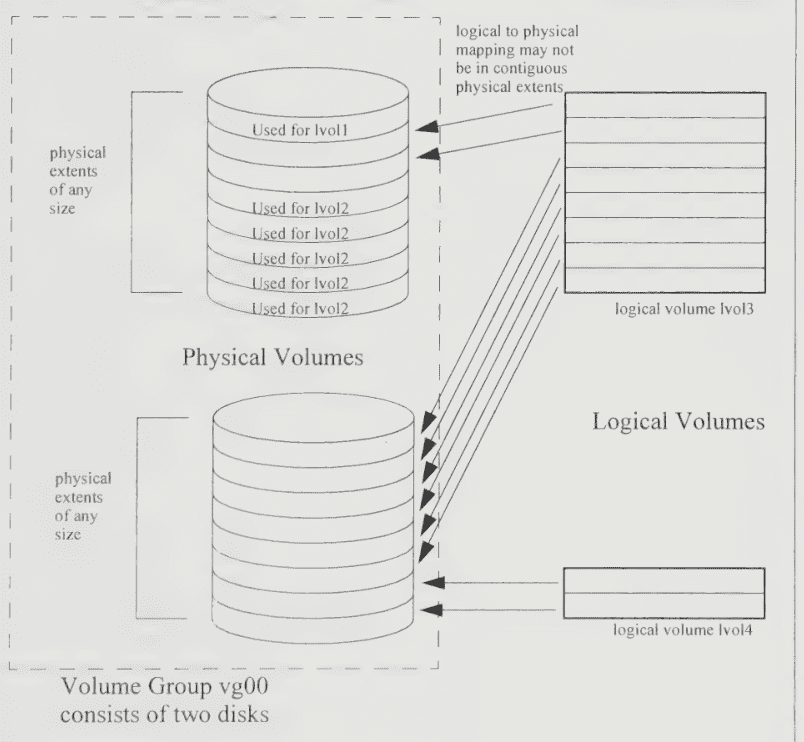 logical to physical
mapping may not
be in contiguous
physical extents
Used for lvol1
physical
extents
of any
size
Used for lvol2
Used for lvol2
Used for lvol2
Used for lvol2
Used for lvol2
logical volume lvol3
Physical Volumes
Logical Volumes
physical
extents
of any
size
logical volume lvol4
Volume Group vg00
consists of two disks